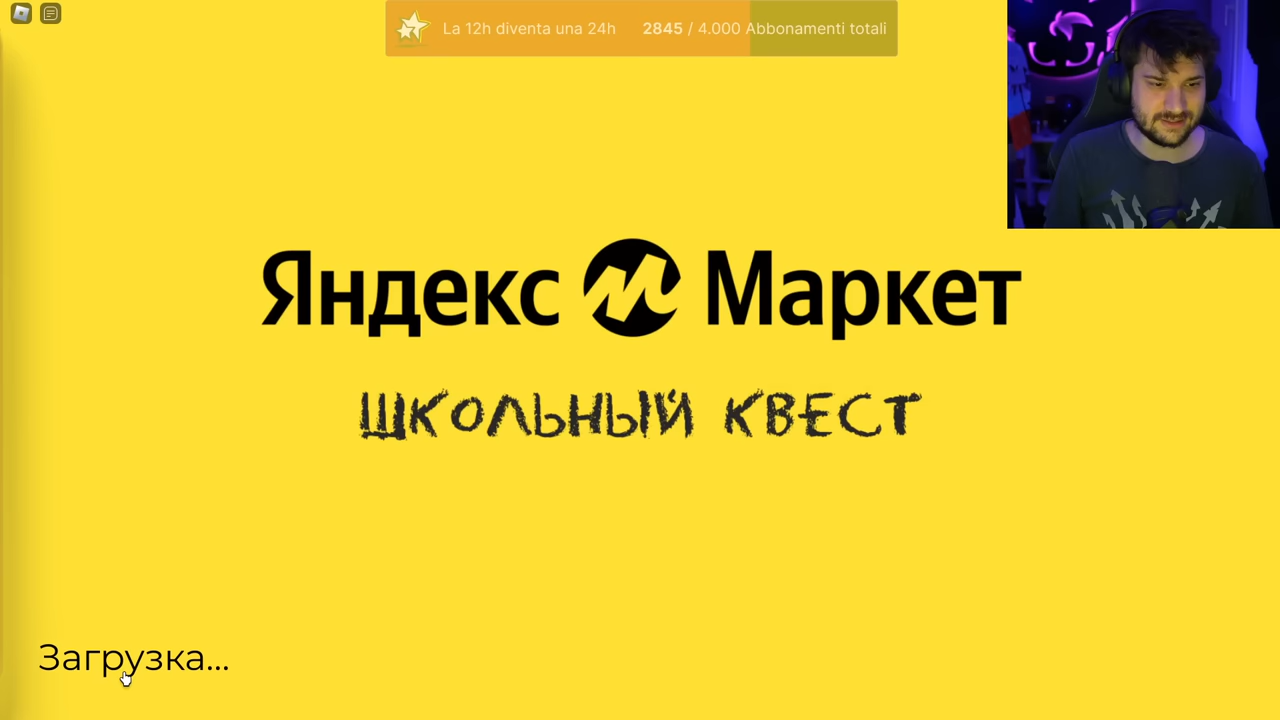 La 12h diventa una 24h 2845 / 4.000 Abbonamenti totali
Яндекс Маркет
ШКОЛЬНЫЙ КВЕСТ
Загрузка...